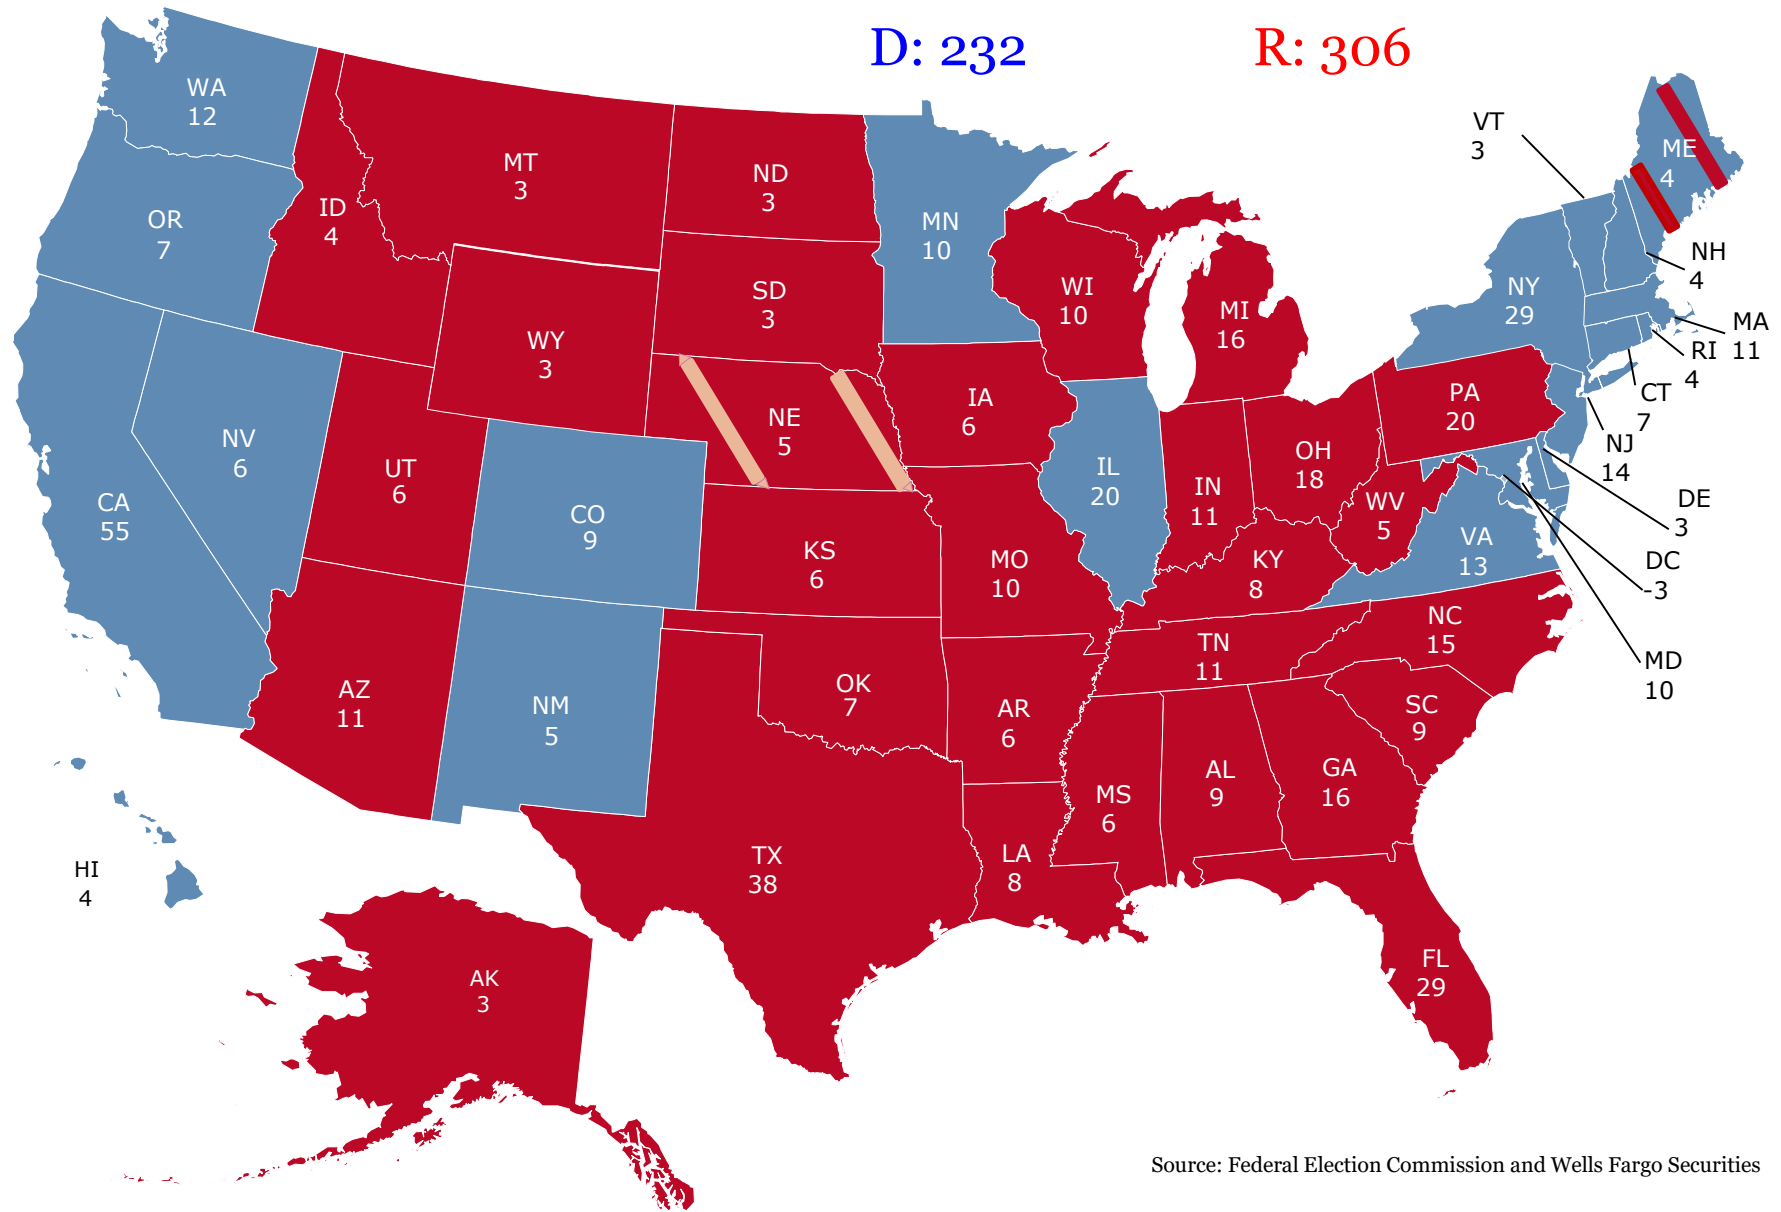 D: 232
R: 306
WA
12
OR
7
CA
55
NV
6
ID
4
MT
3
WY
3
UT
6
AZ
11
CO
9
NM
5
ND
3
SD
3
NE
5
KS
6
OK
7
TX
38
MN
10
IA
6
MO
10
AR
6
LA
8
WI
10
IL
20
MI
16
IN
11
OH
18
KY
8
TN
11
MS
6
AL
9
GA
16
FL
29
SC
9
NC
15
VA
13
WV
5
PA
20
NY
29
VT
3
ME
4
NH
4
MA
11
RI
4
CT
7
NJ
14
DE
3
DC
-3
MD
10
HI
4
AK
3
Source: Federal Election Commission and Wells Fargo Securities